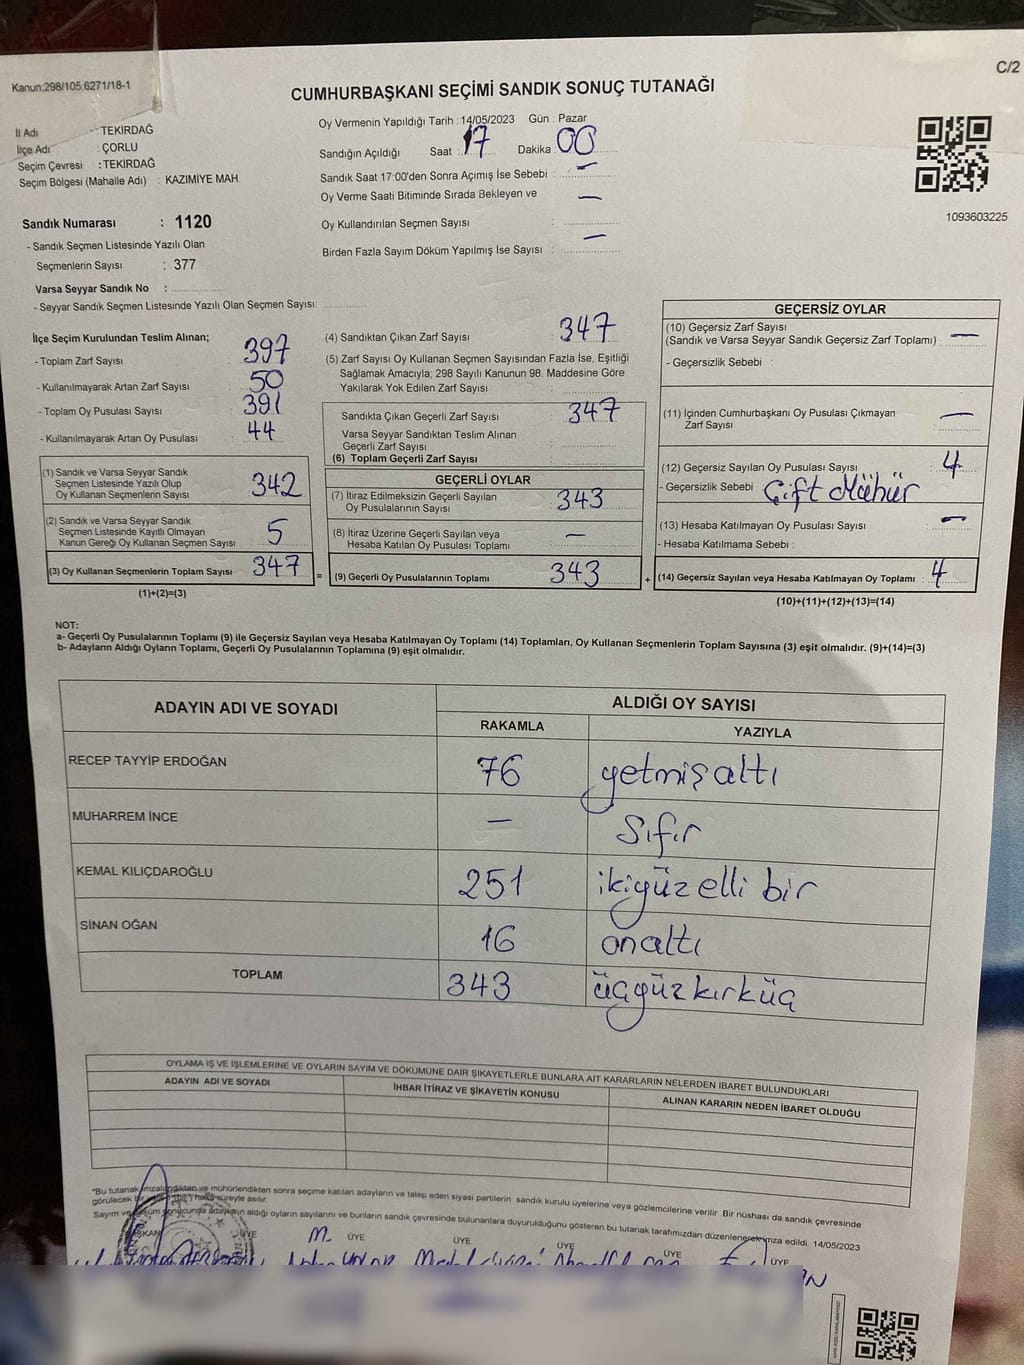 Kanun:298/105,6271/18-1
C/2
CUMHURBAŞKANI SEÇİMİ SANDIK SONUÇ TUTANAĞI
İl Adı : TEKİRDAĞ
İlçe Adı : ÇORLU
Seçim Çevresi : TEKİRDAĞ
Seçim Bölgesi (Mahalle Adı) : KAZIMİYE MAH.
Oy Vermenin Yapıldığı Tarih : 14/05/2023 Gün : Pazar
Sandığın Açıldığı Saat : 17 Dakika : 00
Sandık Saat 17:00'den Sonra Açımış İse Sebebi : —
Oy Verme Saati Bitiminde Sırada Bekleyen ve
Oy Kullandırılan Seçmen Sayısı : —
Birden Fazla Sayım Döküm Yapılmış İse Sayısı : —
1093603225
Sandık Numarası : 1120
- Sandık Seçmen Listesinde Yazılı Olan
Seçmenlerin Sayısı : 377
Varsa Seyyar Sandık No :
- Seyyar Sandık Seçmen Listesinde Yazılı Olan Seçmen Sayısı:
İlçe Seçim Kurulundan Teslim Alınan;
- Toplam Zarf Sayısı : 397
- Kullanılmayarak Artan Zarf Sayısı : 50
- Toplam Oy Pusulası Sayısı : 391
- Kullanılmayarak Artan Oy Pusulası : 44
(1) Sandık ve Varsa Seyyar Sandık
Seçmen Listesinde Yazılı Olup
Oy Kullanan Seçmenlerin Sayısı : 342
(2) Sandık ve Varsa Seyyar Sandık
Seçmen Listesinde Kayıtlı Olmayan
Kanun Gereği Oy Kullanan Seçmen Sayısı : 5
(3) Oy Kullanan Seçmenlerin Toplam Sayısı : 347
(1)+(2)=(3)
(4) Sandıktan Çıkan Zarf Sayısı : 347
(5) Zarf Sayısı Oy Kullanan Seçmen Sayısından Fazla İse, Eşitliği
Sağlamak Amacıyla; 298 Sayılı Kanunun 98. Maddesine Göre
Yakılarak Yok Edilen Zarf Sayısı :
Sandıkta Çıkan Geçerli Zarf Sayısı : 347
Varsa Seyyar Sandıktan Teslim Alınan
Geçerli Zarf Sayısı :
(6) Toplam Geçerli Zarf Sayısı :
GEÇERLİ OYLAR
(7) İtiraz Edilmeksizin Geçerli Sayılan
Oy Pusulalarının Sayısı : 343
(8) İtiraz Üzerine Geçerli Sayılan veya
Hesaba Katılan Oy Pusulası Toplamı : —
= (9) Geçerli Oy Pusulalarının Toplamı : 343
GEÇERSİZ OYLAR
(10) Geçersiz Zarf Sayısı
(Sandık ve Varsa Seyyar Sandık Geçersiz Zarf Toplamı) : —
- Geçersizlik Sebebi :
(11) İçinden Cumhurbaşkanı Oy Pusulası Çıkmayan
Zarf Sayısı : —
(12) Geçersiz Sayılan Oy Pusulası Sayısı : 4
- Geçersizlik Sebebi : Çift Mühür
(13) Hesaba Katılmayan Oy Pusulası Sayısı : —
- Hesaba Katılmama Sebebi :
+ (14) Geçersiz Sayılan veya Hesaba Katılmayan Oy Toplamı : 4
(10)+(11)+(12)+(13)=(14)
NOT:
a- Geçerli Oy Pusulalarının Toplamı (9) ile Geçersiz Sayılan veya Hesaba Katılmayan Oy Toplamı (14) Toplamları, Oy Kullanan Seçmenlerin Toplam Sayısına (3) eşit olmalıdır. (9)+(14)=(3)
b- Adayların Aldığı Oyların Toplamı, Geçerli Oy Pusulalarının Toplamına (9) eşit olmalıdır.
ADAYIN ADI VE SOYADI ALDIĞI OY SAYISI
RAKAMLA YAZIYLA
RECEP TAYYİP ERDOĞAN 76 yetmişaltı
MUHARREM İNCE — Sıfır
KEMAL KILIÇDAROĞLU 251 ikiyüzelli bir
SİNAN OĞAN 16 onaltı
TOPLAM 343 üçyüzkırküç
OYLAMA İŞ VE İŞLEMLERİNE VE OYLARIN SAYIM VE DÖKÜMÜNE DAİR ŞİKAYETLERLE BUNLARA AİT KARARLARIN NELERDEN İBARET BULUNDUKLARI
ADAYIN ADI VE SOYADI İHBAR İTİRAZ VE ŞİKAYETİN KONUSU ALINAN KARARIN NEDEN İBARET OLDUĞU
*Bu tutanak imzalandıktan ve mühürlendikten sonra seçime katılan adayların ve talep eden siyasi partilerin sandık kurulu üyelerine veya gözlemcilerine verilir. Bir nüshası da sandık çevresinde
görülecek bir süreyle asılır.
Sayım ve sonucunda adayların aldığı oyların sayılarını ve bunların sandık çevresinde bulunanlara duyurulduğunu gösteren bu tutanak tarafımızdan düzenlenerek imza edildi. 14/05/2023
ÜYE ÜYE ÜYE ÜYE ÜYE ÜYE